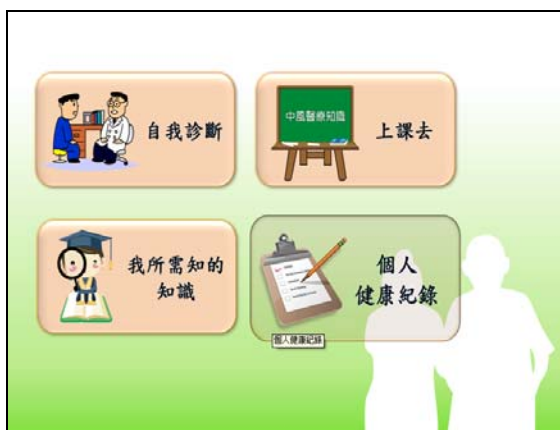 自我診斷
中風醫療知識
上課去
我所需知的
知識
個人
健康紀錄
個人健康紀錄